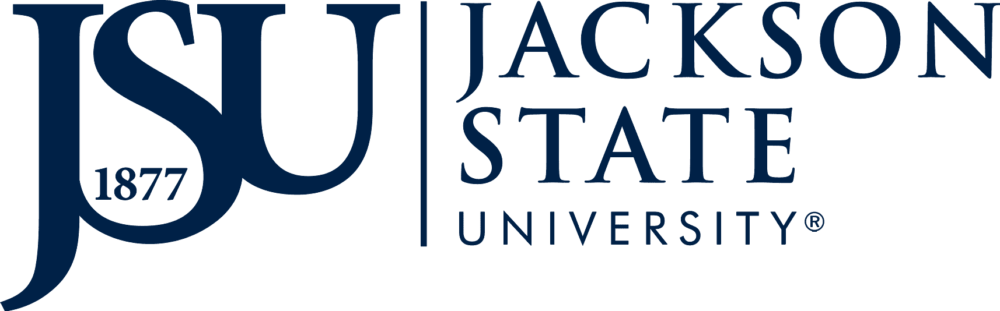 JSU
1877
JACKSON
STATE
UNIVERSITY®